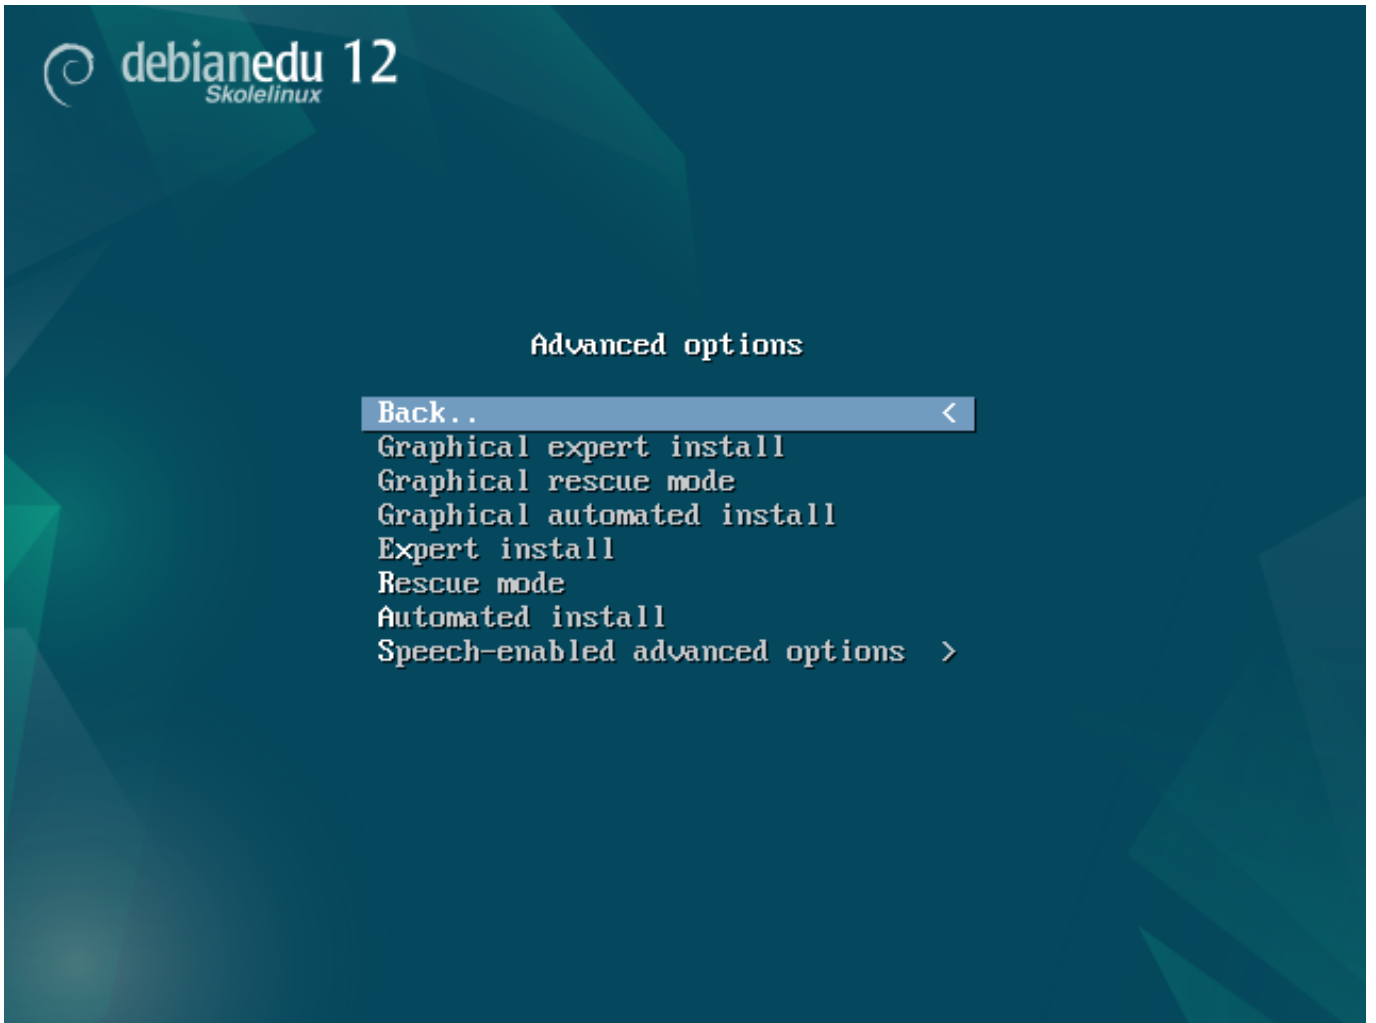 debianedu 12
Skolelinux
Advanced options
Back.. <
Graphical expert install
Graphical rescue mode
Graphical automated install
Expert install
Rescue mode
Automated install
Speech-enabled advanced options >